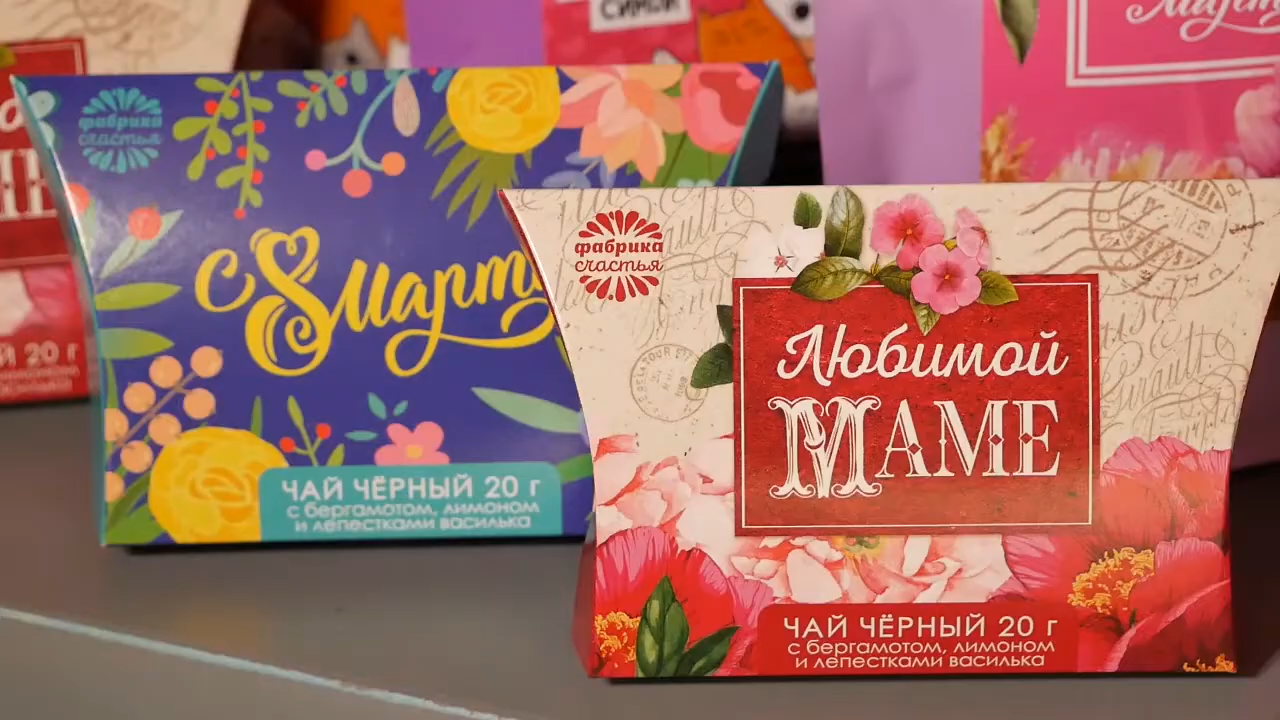 фабрика
счастья
С 8 Марта
ЧАЙ ЧЁРНЫЙ 20 г
с бергамотом, лимоном
и лепестками василька
фабрика
счастья
Любимой
МАМЕ
ЧАЙ ЧЁРНЫЙ 20 г
с бергамотом, лимоном
и лепестками василька
20 г
василька